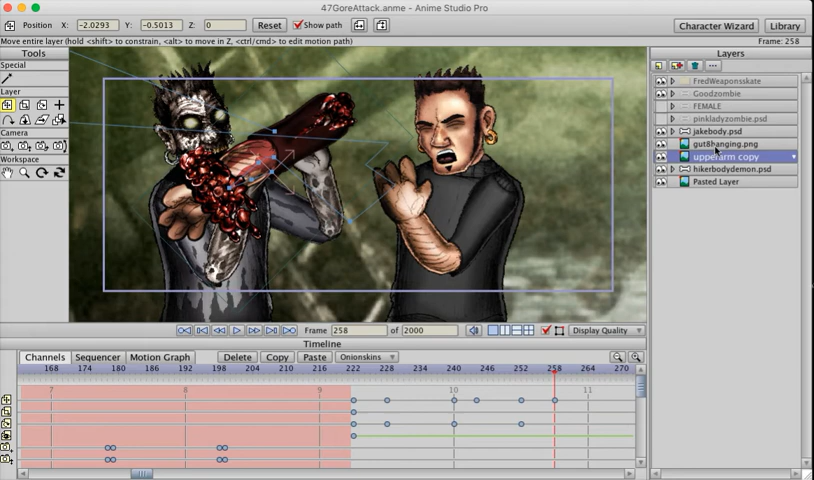 47GoreAttack.anme - Anime Studio Pro
Position X: -2.0293 Y: -0.5013 Z: 0 Reset Show path Character Wizard Library
Move entire layer (hold <shift> to constrain, <alt> to move in Z, <ctrl/cmd> to edit motion path) Frame: 258
Tools
Special
Layer
Camera
Workspace
Layers
FredWeaponsskate
Goodzombie
FEMALE
pinkladyzombie.psd
jakebody.psd
gut8hanging.png
upperarm copy
hikerbodydemon.psd
Pasted Layer
Frame 258 of 2000 Display Quality
Timeline
Channels Sequencer Motion Graph Delete Copy Paste Onionskins
168 174 180 186 192 198 204 210 216 222 228 234 240 246 252 258 264 270
7 8 9 10 11